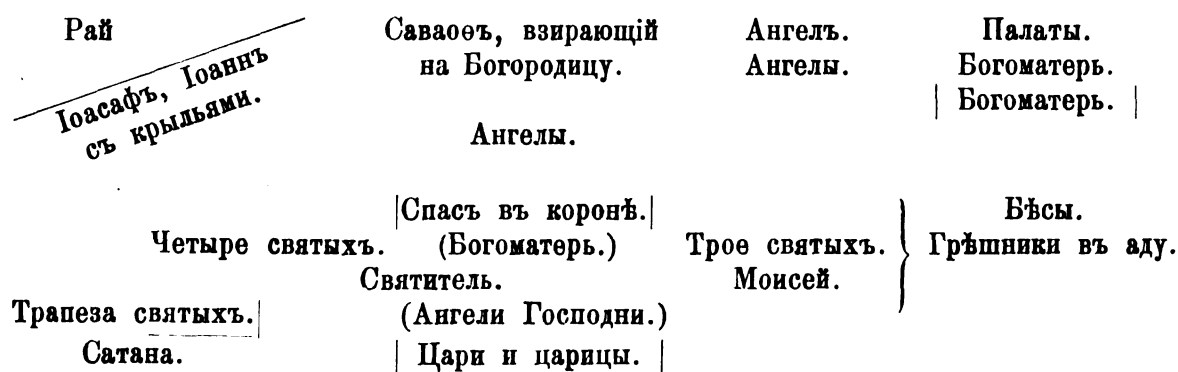 Рай
Іоасафъ, Іоаннъ
съ крыльями.
Саваоѳъ, взирающій
на Богородицу.
Ангелы.
Ангелъ.
Ангелы.
Палаты.
Богоматерь.
Богоматерь.
Спасъ въ коронѣ.
Четыре святыхъ.
(Богоматерь.)
Трое святыхъ.
Святитель.
Моисей.
Бѣсы.
Грѣшники въ аду.
Трапеза святыхъ.
(Ангели Господни.)
Сатана.
Цари и царицы.